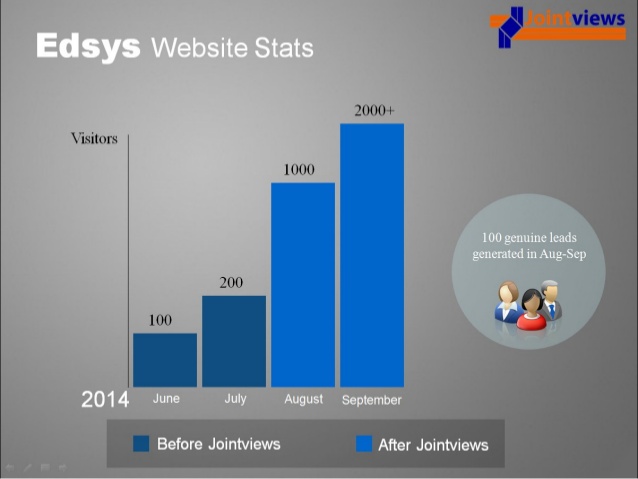 Edsys Website Stats
Jointviews
Visitors
100
200
1000
2000+
100 genuine leads
generated in Aug-Sep
2014
June
July
August
September
Before Jointviews
After Jointviews